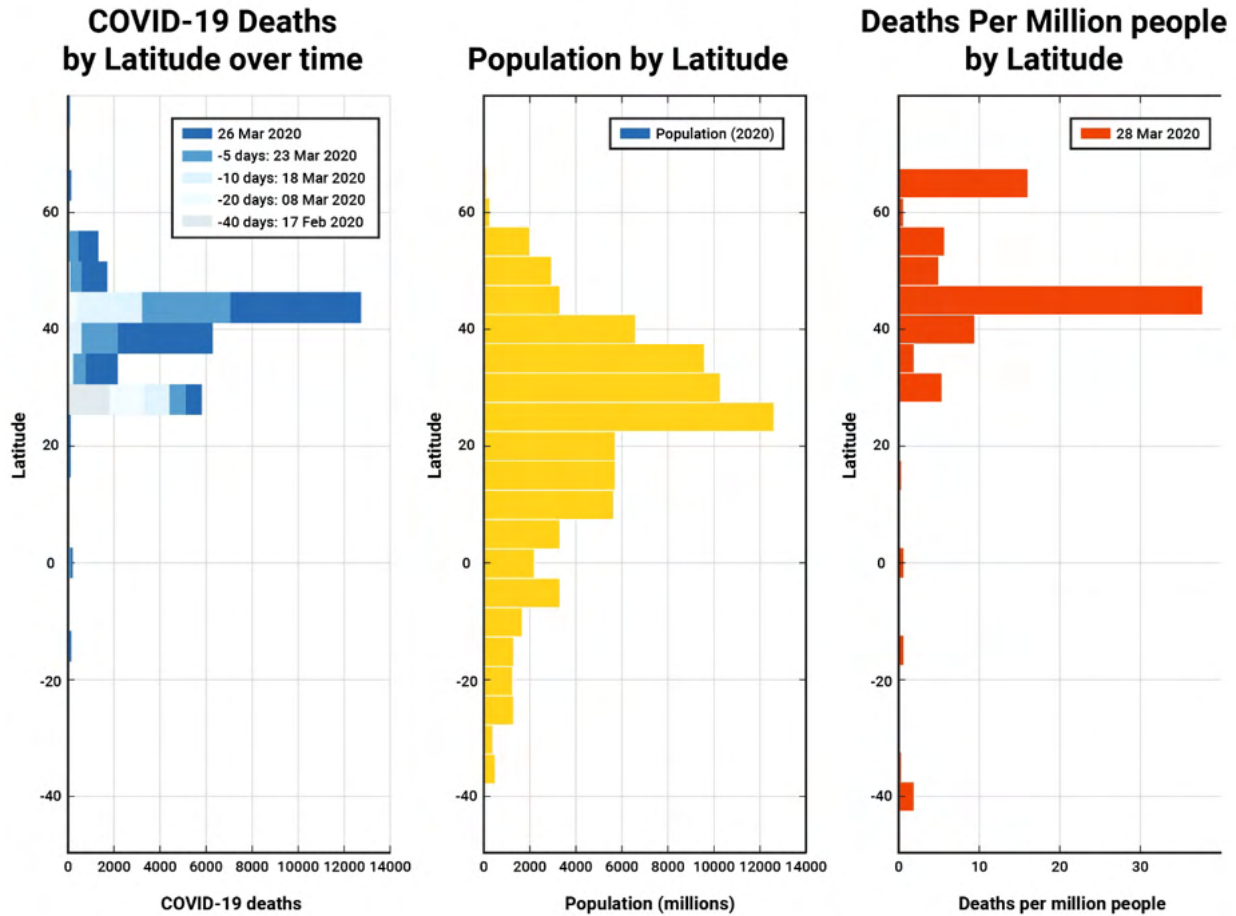 COVID-19 Deaths
by Latitude over time
26 Mar 2020
-5 days: 23 Mar 2020
-10 days: 18 Mar 2020
-20 days: 08 Mar 2020
-40 days: 17 Feb 2020
60
40
20
0
-20
-40
Latitude
0 2000 4000 6000 8000 10000 12000 14000
COVID-19 deaths
Population by Latitude
Population (2020)
60
40
20
0
-20
-40
Latitude
0 2000 4000 6000 8000 10000 12000 14000
Population (millions)
Deaths Per Million people
by Latitude
28 Mar 2020
60
40
20
0
-20
-40
Latitude
0 10 20 30
Deaths per million people